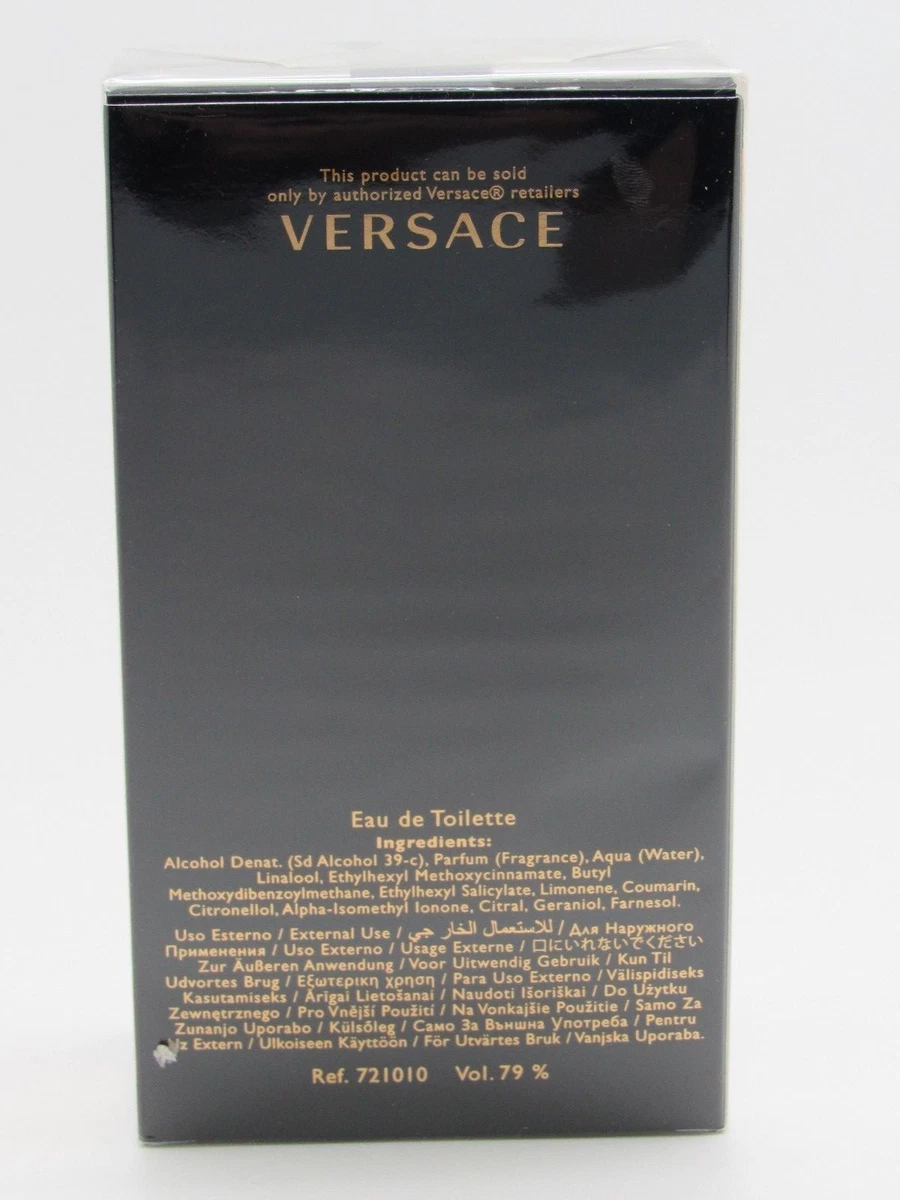 This product can be sold
only by authorized Versace® retailers
VERSACE
Eau de Toilette
Ingredients:
Alcohol Denat. (Sd Alcohol 39-c), Parfum (Fragrance), Aqua (Water),
Linalool, Ethylhexyl Methoxycinnamate, Butyl
Methoxydibenzoylmethane, Ethylhexyl Salicylate, Limonene, Coumarin,
Citronellol, Alpha-Isomethyl Ionone, Citral, Geraniol, Farnesol.
Uso Esterno / External Use / للاستعمال الخار جي / Для Наружного
Применения / Uso Externo / Usage Externe / 口にいれないでください
Zur Äußeren Anwendung / Voor Uitwendig Gebruik / Kun Til
Udvortes Brug / Εξωτερικη χρηση / Para Uso Externo / Välispidiseks
Kasutamiseks / Ārīgai Lietošanai / Naudoti Išoriškai / Do Użytku
Zewnętrznego / Pro Vnější Použití / Na Vonkajšie Použitie / Samo Za
Zunanjo Uporabo / Külsőleg / Само За Външна Употреба / Pentru
Uz Extern / Ulkoiseen Käyttöön / För Utvärtes Bruk / Vanjska Uporaba.
Ref. 721010 Vol. 79 %